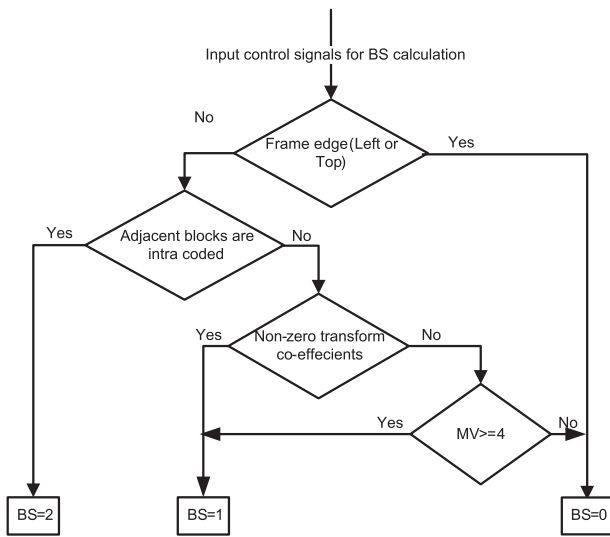 Input control signals for BS calculation
No
Frame edge(Left or
Top)
Yes
Yes
Adjacent blocks are
intra coded
No
Yes
Non-zero transform
co-effecients
No
Yes
MV>=4
No
BS=2
BS=1
BS=0